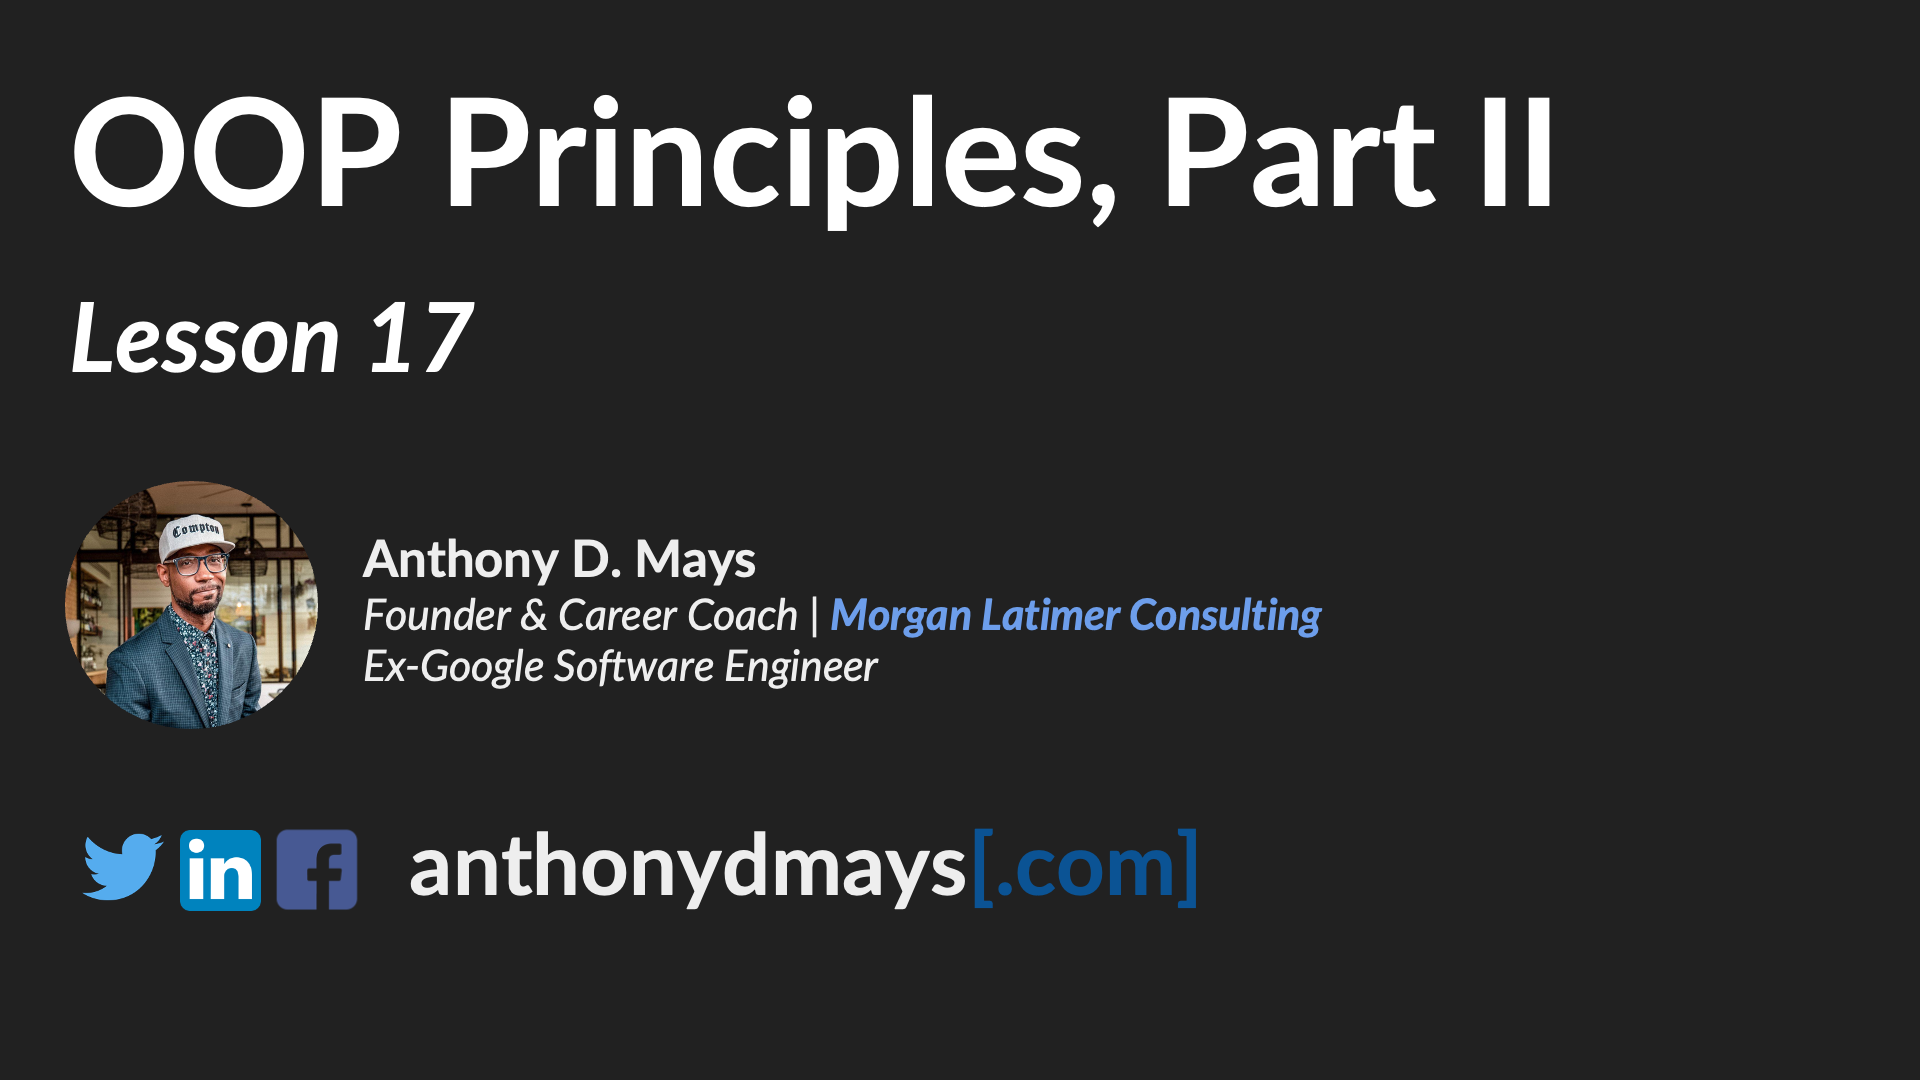 OOP Principles, Part II
Lesson 17
Compton
Anthony D. Mays
Founder & Career Coach | Morgan Latimer Consulting
Ex-Google Software Engineer
in f anthonydmays[.com]